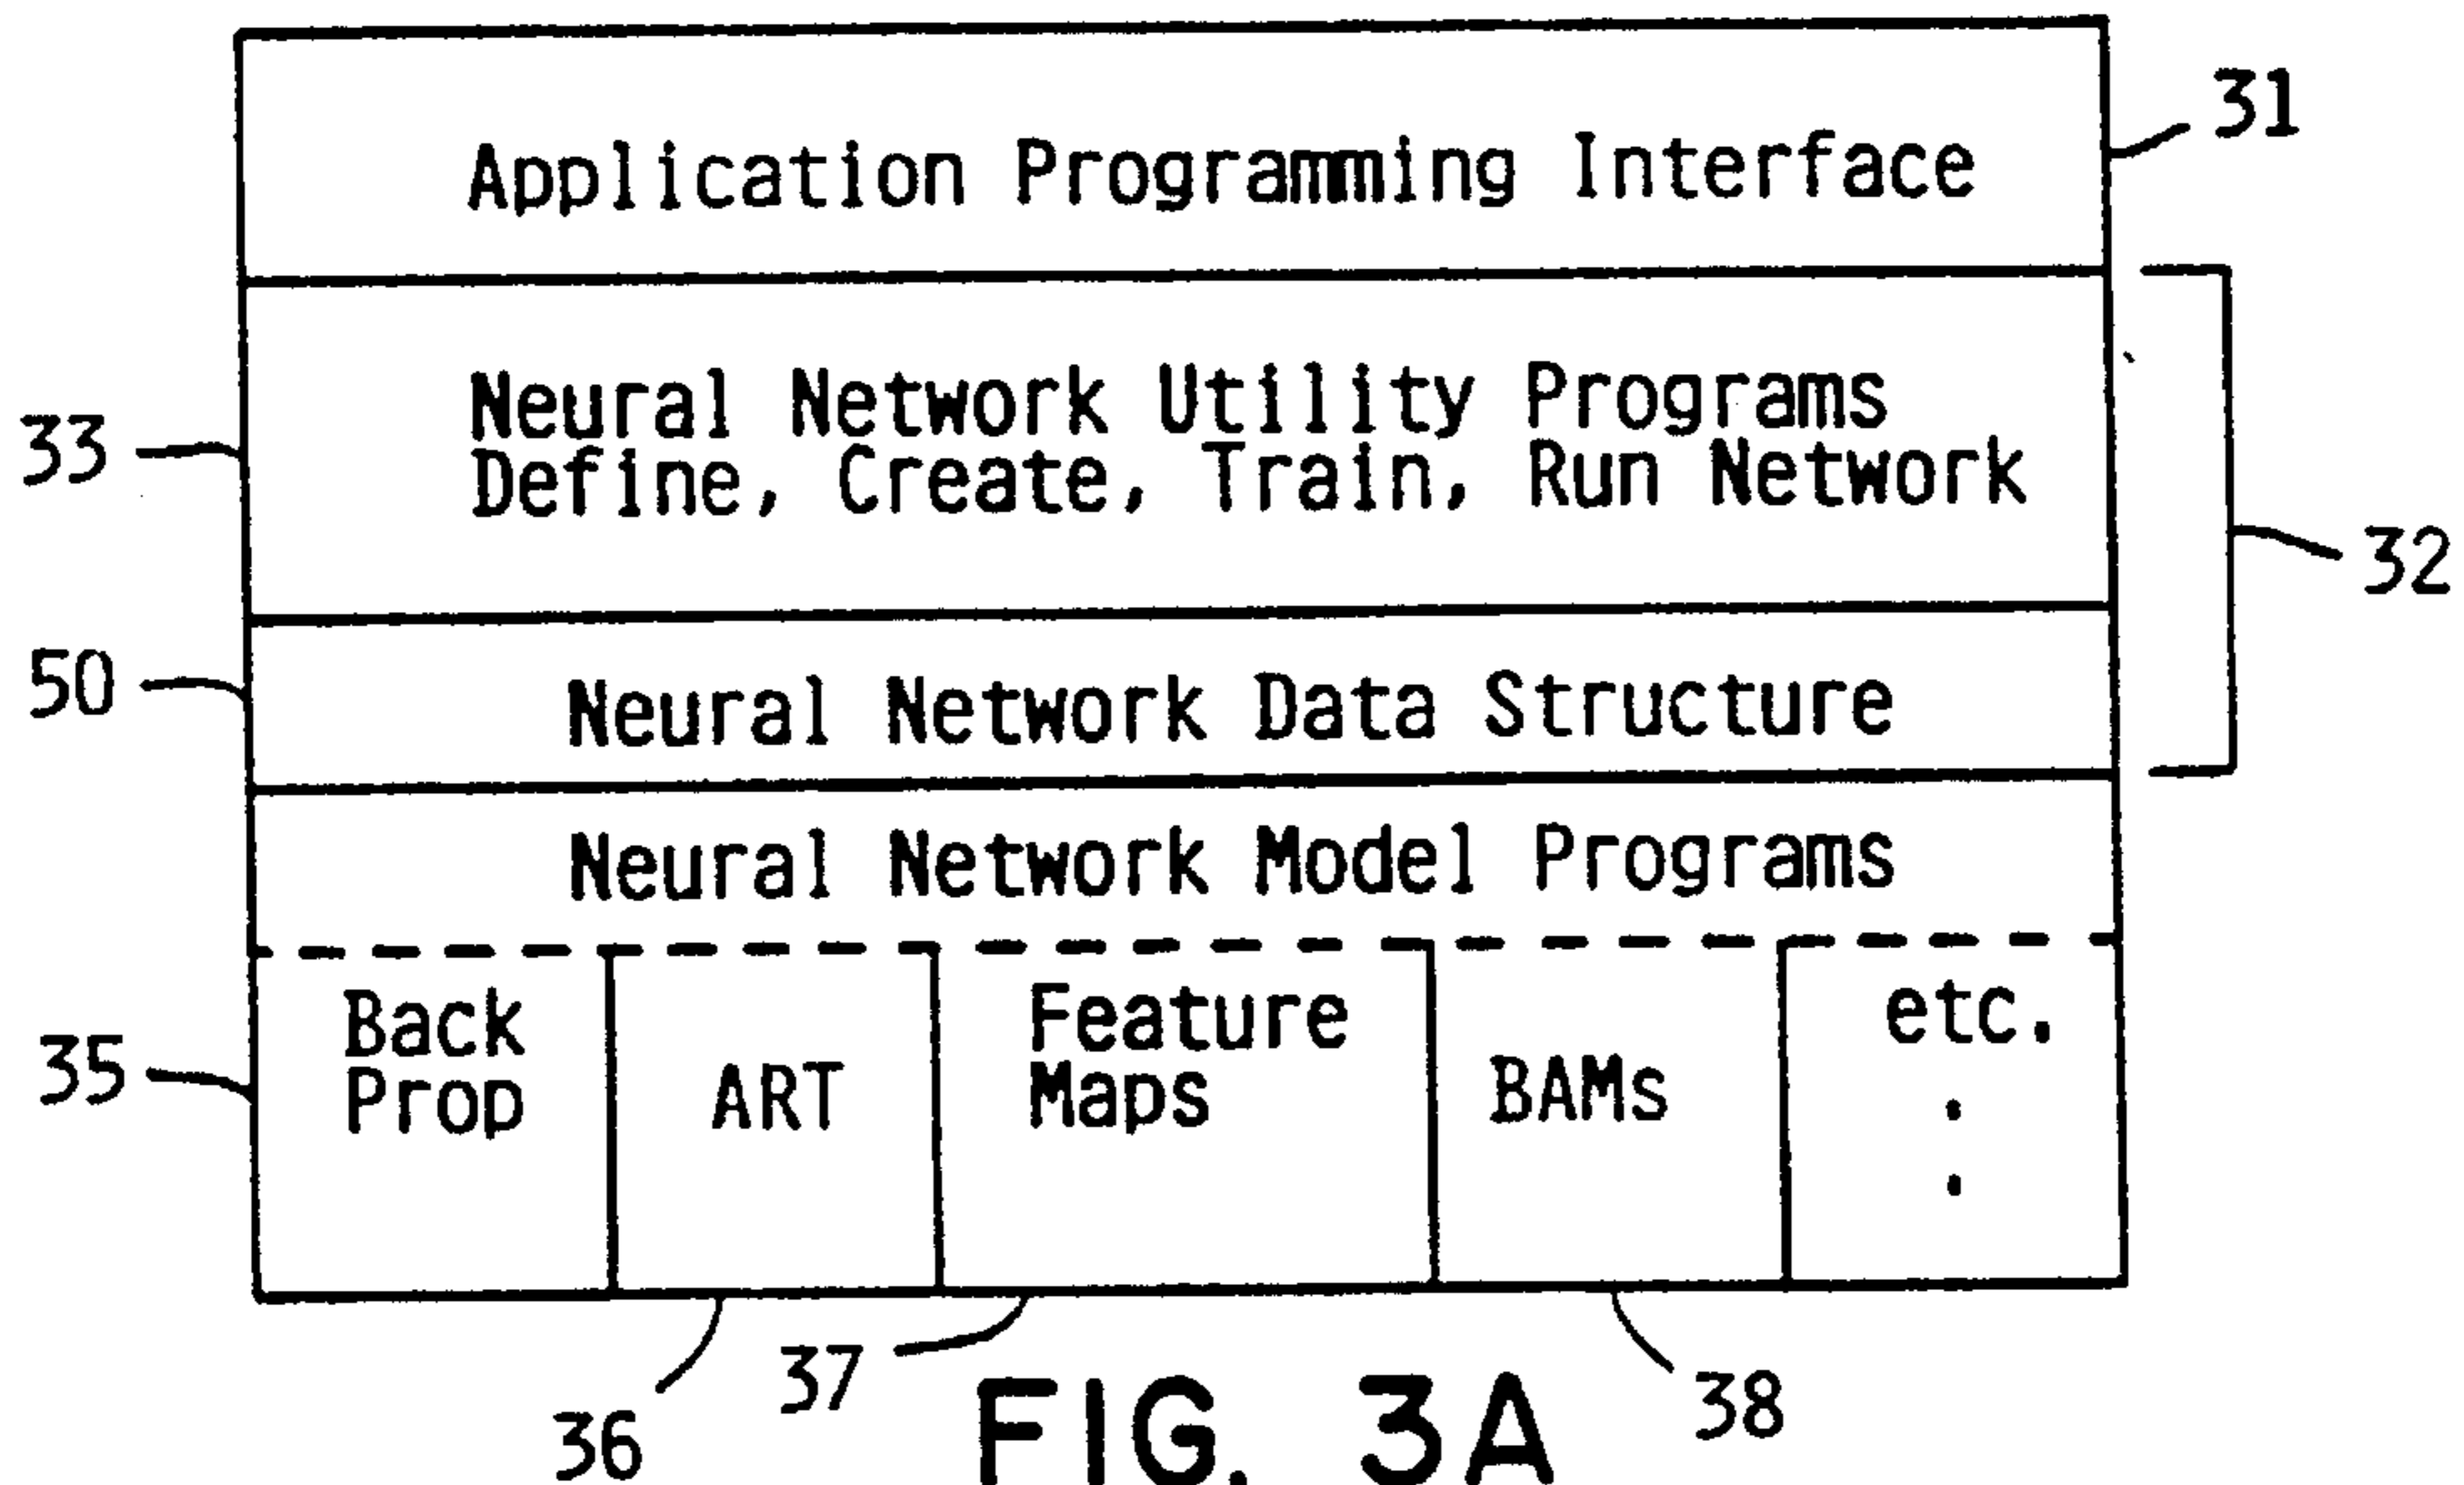 Application Programming Interface
31
Neural Network Utility Programs
Define, Create, Train, Run Network
33
32
50
Neural Network Data Structure
Neural Network Model Programs
Back
Prop
ART
Feature
Maps
BAMs
etc.
35
36
37
38
FIG. 3A